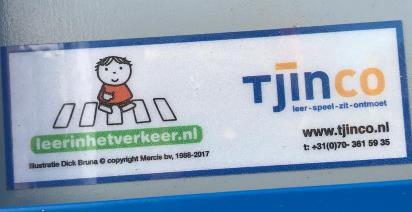 leerinhetverkeer.nl
Illustratie Dick Bruna © copyright Mercis bv, 1986-2017
Tjinco
leer-speel-zit-ontmoet
www.tjinco.nl
t: +31(0)70- 361 59 35